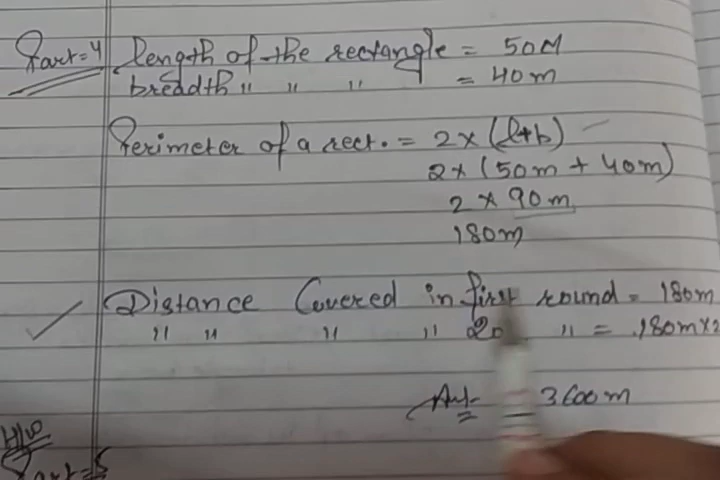 Part=4 length of the rectangle = 50M
breadth " " " = 40m
Perimeter of a rect. = 2 × (l+b)
2× (50m + 40m)
2 × 90m
180m
Distance Covered in first round = 180m
" " " " 20 " = 180m×2
Ans- 3600m
H/W
Part=5